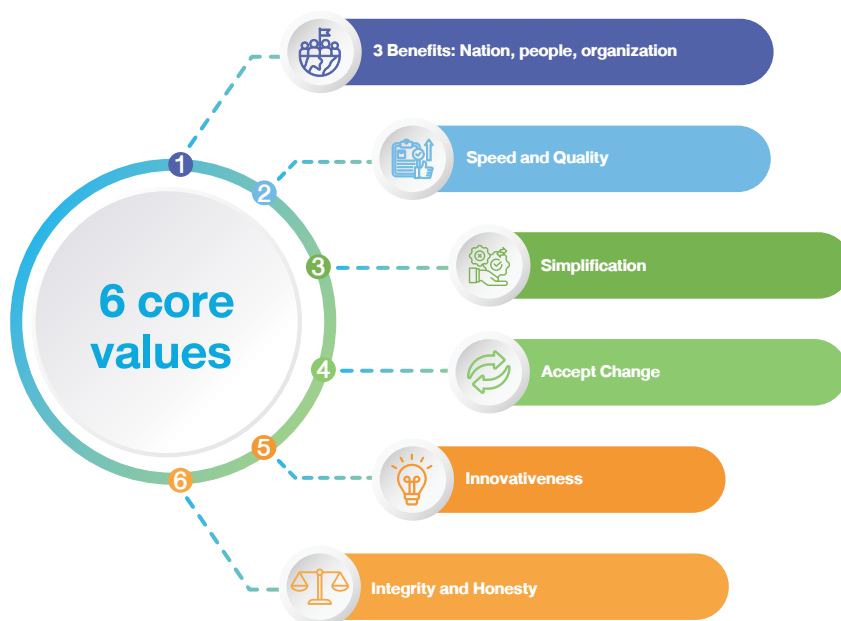 6 core
values
1
3 Benefits: Nation, people, organization
2
Speed and Quality
3
Simplification
4
Accept Change
5
Innovativeness
6
Integrity and Honesty